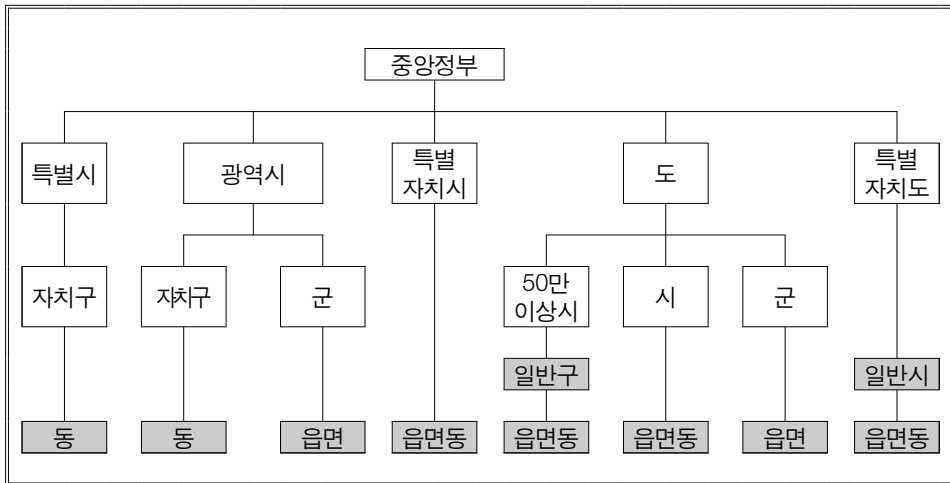 중앙정부
특별시
광역시
특별
자치시
도
특별
자치도
자치구
자치구
군
50만
이상시
시
군
일반구
일반시
동
동
읍면
읍면동
읍면동
읍면동
읍면
읍면동